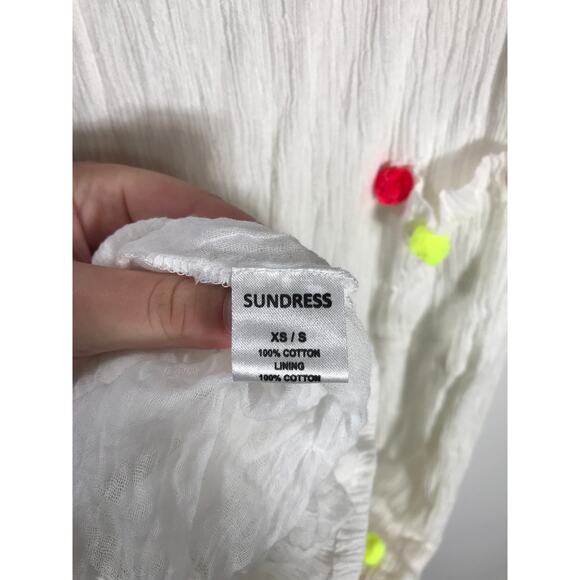 SUNDRESS
XS / S
100% COTTON
LINING
100% COTTON